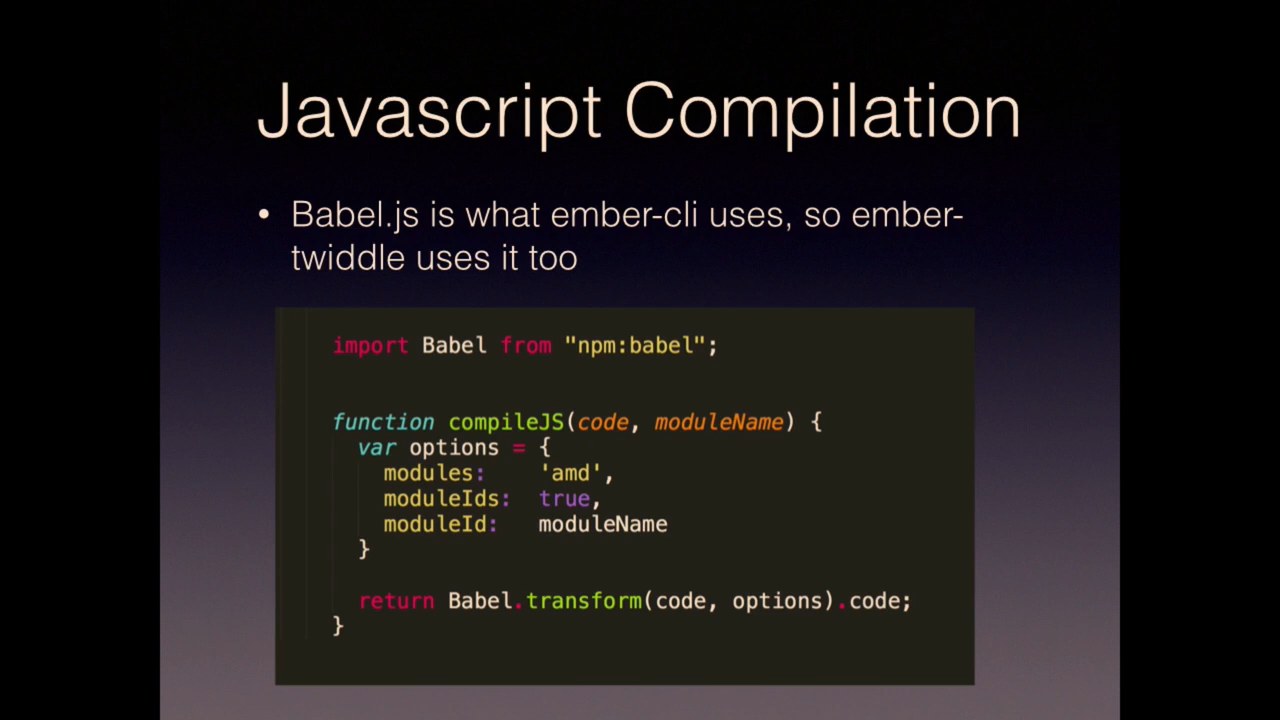 Javascript Compilation
• Babel.js is what ember-cli uses, so ember-
twiddle uses it too
import Babel from "npm:babel";
function compileJS(code, moduleName) {
  var options = {
    modules:    'amd',
    moduleIds:  true,
    moduleId:   moduleName
  }
  return Babel.transform(code, options).code;
}